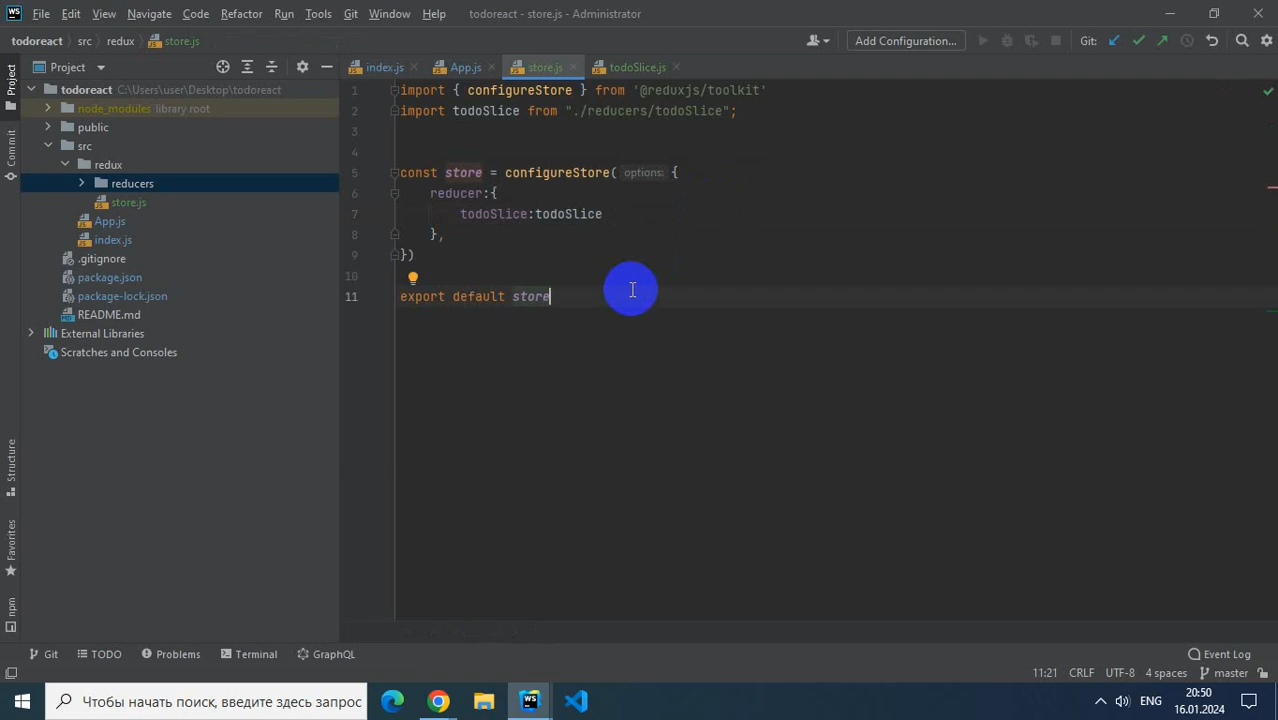 File Edit View Navigate Code Refactor Run Tools Git Window Help todoreact - store.js - Administrator
todoreact src redux store.js Add Configuration... Git:
Project index.js App.js store.js todoSlice.js
todoreact C:\Users\user\Desktop\todoreact
node_modules library root
public
src
redux
reducers
store.js
App.js
index.js
.gitignore
package.json
package-lock.json
README.md
External Libraries
Scratches and Consoles
Project
Commit
Structure
Favorites
npm
1 import { configureStore } from '@reduxjs/toolkit'
2 import todoSlice from "./reducers/todoSlice";
3
4
5 const store = configureStore( options: {
6 reducer:{
7 todoSlice:todoSlice
8 },
9 })
10
11 export default store
Git TODO Problems Terminal GraphQL Event Log
11:21 CRLF UTF-8 4 spaces master
Чтобы начать поиск, введите здесь запрос
ENG
20:50
16.01.2024